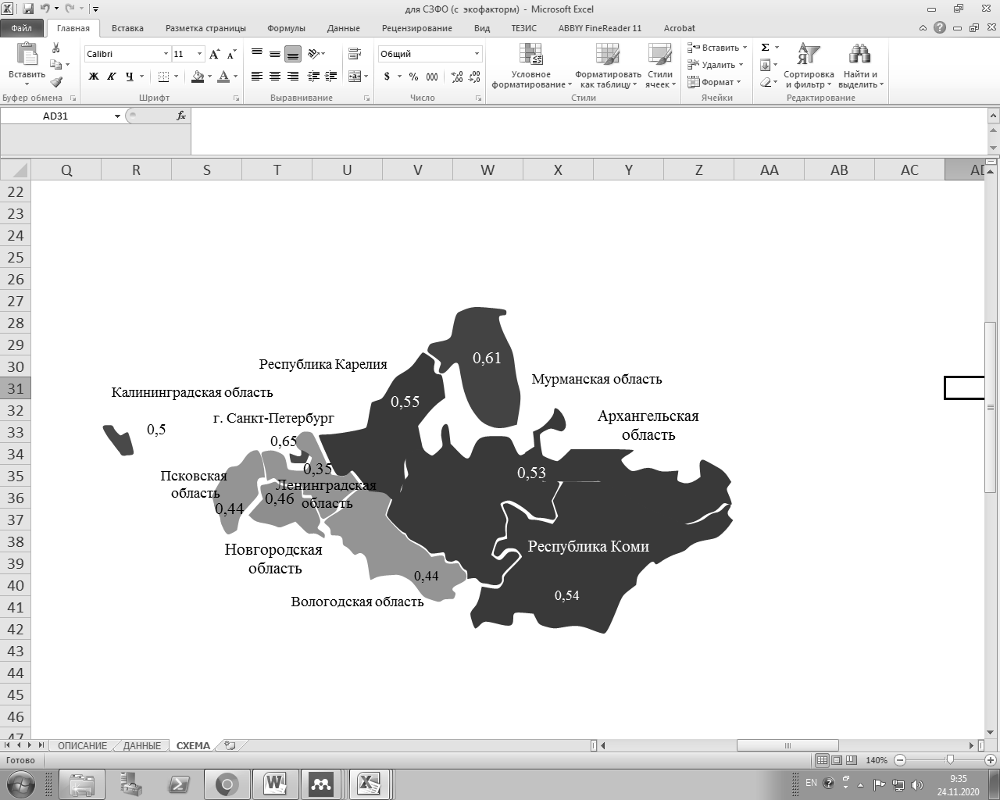 для СЗФО (с экофакторм) - Microsoft Excel
Файл Главная Вставка Разметка страницы Формулы Данные Рецензирование Вид ТЕЗИС ABBYY FineReader 11 Acrobat
Вставить
Calibri 11
Ж К Ч
Общий
$ % 000
Условное форматирование
Форматировать как таблицу
Стили ячеек
Вставить
Удалить
Формат
Σ
Сортировка и фильтр
Найти и выделить
Буфер обмена Шрифт Выравнивание Число Стили Ячейки Редактирование
AD31 fx
Q R S T U V W X Y Z AA AB AC AD
22
23
24
25
26
27
28
29
30
31
32
33
34
35
36
37
38
39
40
41
42
43
44
45
46
47
0,61
Республика Карелия
Мурманская область
Калининградская область
0,55
г. Санкт-Петербург
Архангельская
область
0,5
0,65
0,35
0,53
Псковская
область
Ленинградская
область
0,46
0,44
Республика Коми
Новгородская
область
0,44
0,54
Вологодская область
ОПИСАНИЕ ДАННЫЕ СХЕМА
Готово
140%
EN
9:35
24.11.2020